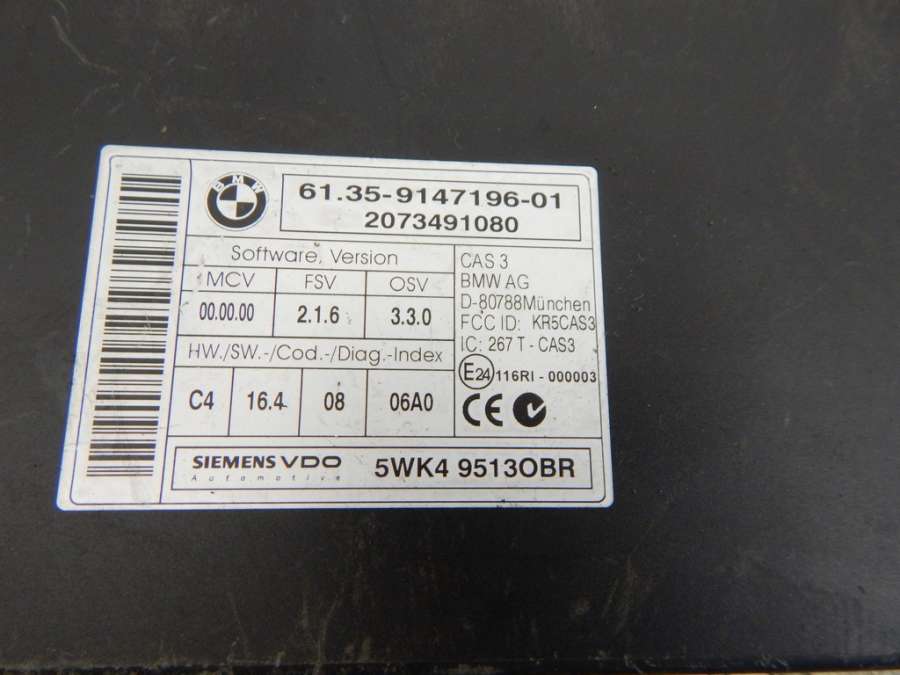 BMW
61.35-9147196-01
2073491080
Software, Version
MCV FSV OSV
00.00.00 2.1.6 3.3.0
HW./SW.-/Cod.-/Diag.-Index
C4 16.4 08 06A0
CAS 3
BMW AG
D-80788München
FCC ID: KR5CAS3
IC: 267 T - CAS3
E24 116RI - 000003
CE
SIEMENS VDO
Automotive
5WK4 9513OBR